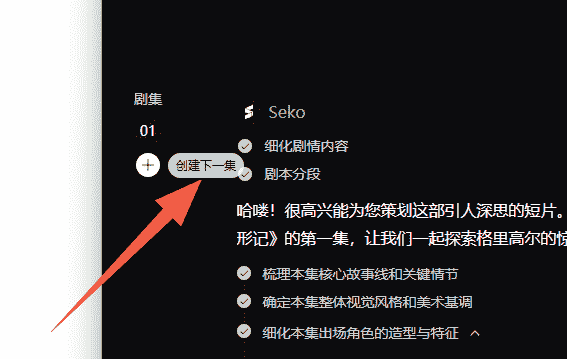 剧集
01
创建下一集
Seko
细化剧情内容
剧本分段
哈喽！很高兴能为您策划这部引人深思的短片。
形记》的第一集，让我们一起探索格里高尔的惊
梳理本集核心故事线和关键情节
确定本集整体视觉风格和美术基调
细化本集出场角色的造型与特征